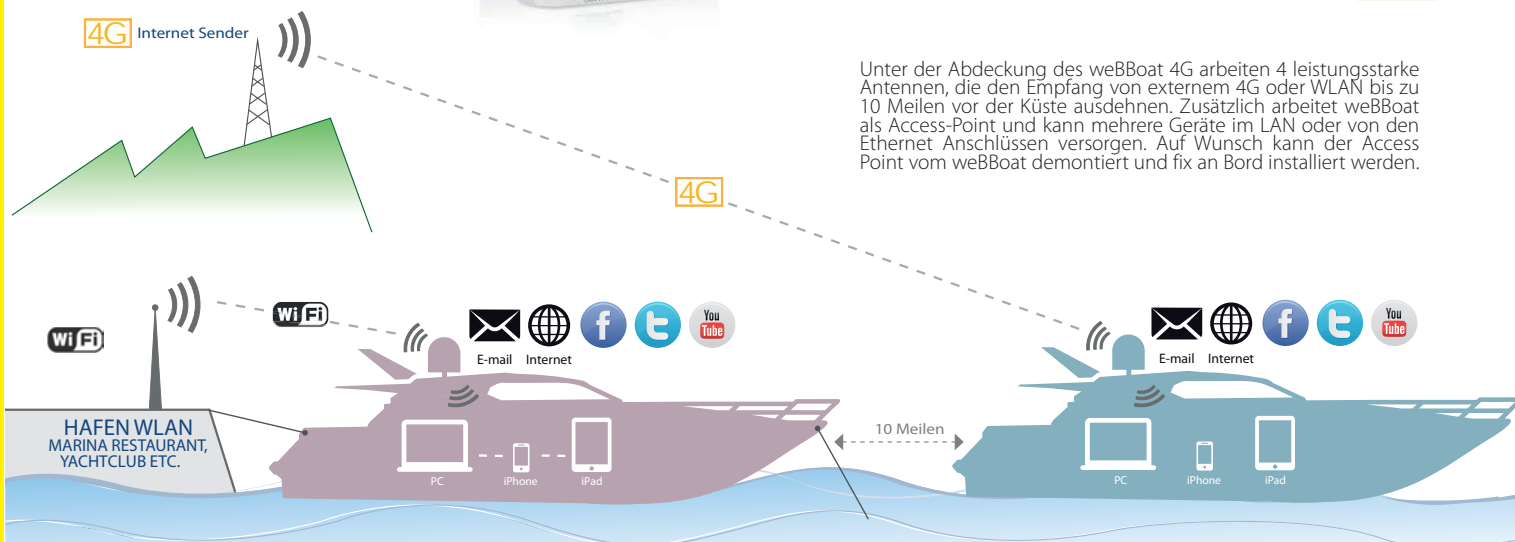 4G Internet Sender
Unter der Abdeckung des weBBoat 4G arbeiten 4 leistungsstarke
Antennen, die den Empfang von externem 4G oder WLAN bis zu
10 Meilen vor der Küste ausdehnen. Zusätzlich arbeitet weBBoat
als Access-Point und kann mehrere Geräte im LAN oder von den
Ethernet Anschlüssen versorgen. Auf Wunsch kann der Access
Point vom weBBoat demontiert und fix an Bord installiert werden.
4G
WiFi
WiFi
You
Tube
E-mail Internet
You
Tube
E-mail Internet
HAFEN WLAN
MARINA RESTAURANT,
YACHTCLUB ETC.
10 Meilen
PC iPhone iPad
PC iPhone iPad